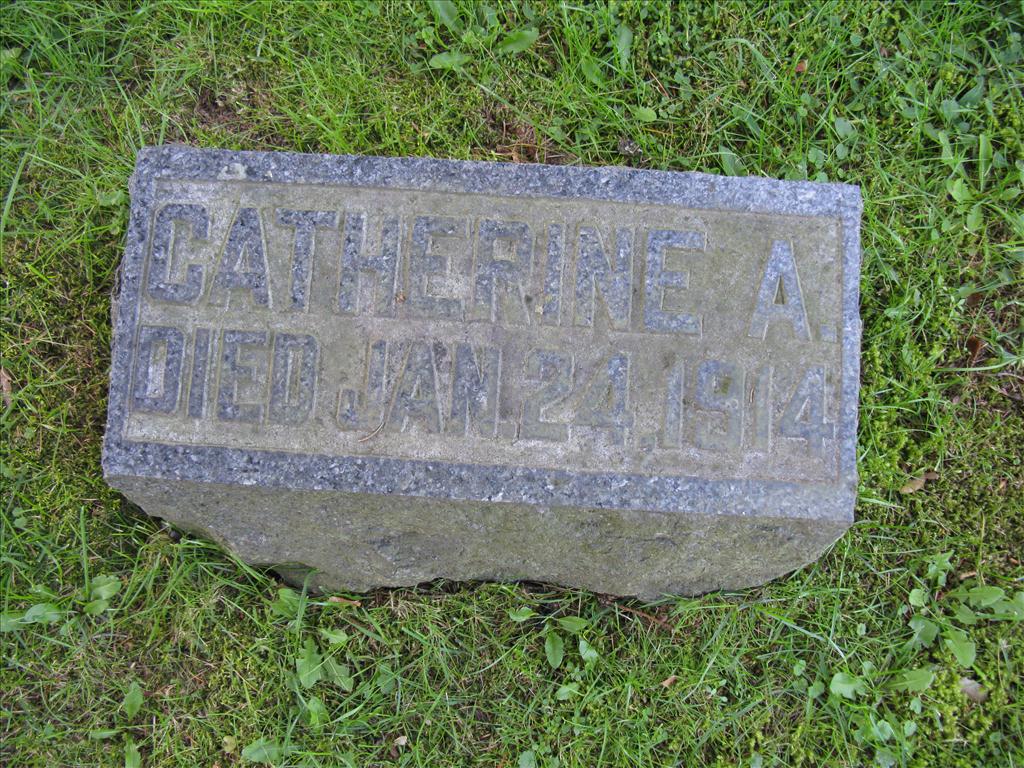 CATHERINE A.
DIED JAN. 24, 1914